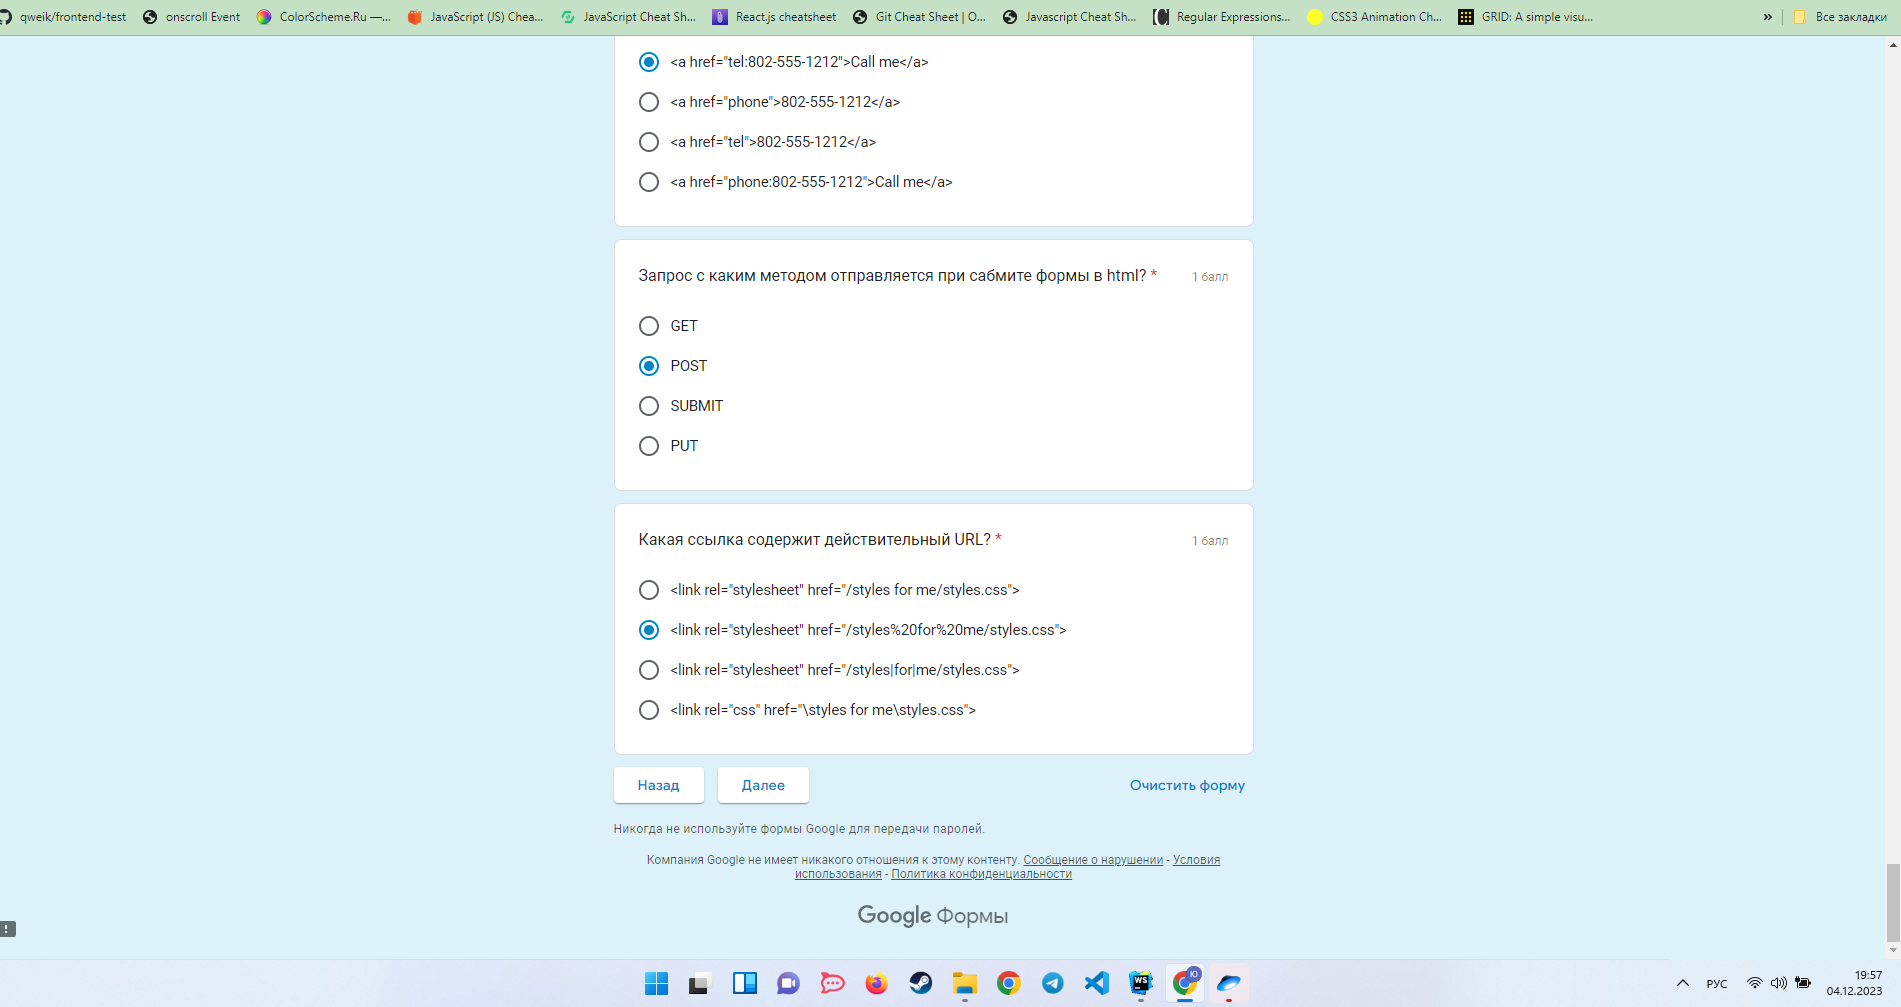 qweik/frontend-test onscroll Event ColorScheme.Ru —... JavaScript (JS) Chea... JavaScript Cheat Sh... React.js cheatsheet Git Cheat Sheet | O... Javascript Cheat Sh... Regular Expressions... CSS3 Animation Ch... GRID: A simple visu... » Все закладки
<a href="tel:802-555-1212">Call me</a>
<a href="phone">802-555-1212</a>
<a href="tel">802-555-1212</a>
<a href="phone:802-555-1212">Call me</a>
Запрос с каким методом отправляется при сабмите формы в html? * 1 балл
GET
POST
SUBMIT
PUT
Какая ссылка содержит действительный URL? * 1 балл
<link rel="stylesheet" href="/styles for me/styles.css">
<link rel="stylesheet" href="/styles%20for%20me/styles.css">
<link rel="stylesheet" href="/styles|for|me/styles.css">
<link rel="css" href="\styles for me\styles.css">
Назад Далее Очистить форму
Никогда не используйте формы Google для передачи паролей.
Компания Google не имеет никакого отношения к этому контенту. Сообщение о нарушении - Условия
использования - Политика конфиденциальности
Google Формы
WS Ю РУС 19:57
04.12.2023